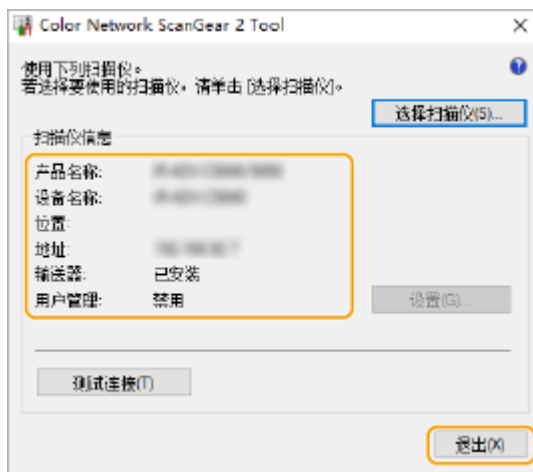 Color Network ScanGear 2 Tool
使用下列扫描仪。
若选择要使用的扫描仪，请单击 [选择扫描仪]。
选择扫描仪(S)...
扫描仪信息
产品名称:
设备名称:
位置:
地址:
输送器: 已安装
用户管理: 禁用
设置(G)...
测试连接(T)
退出(X)